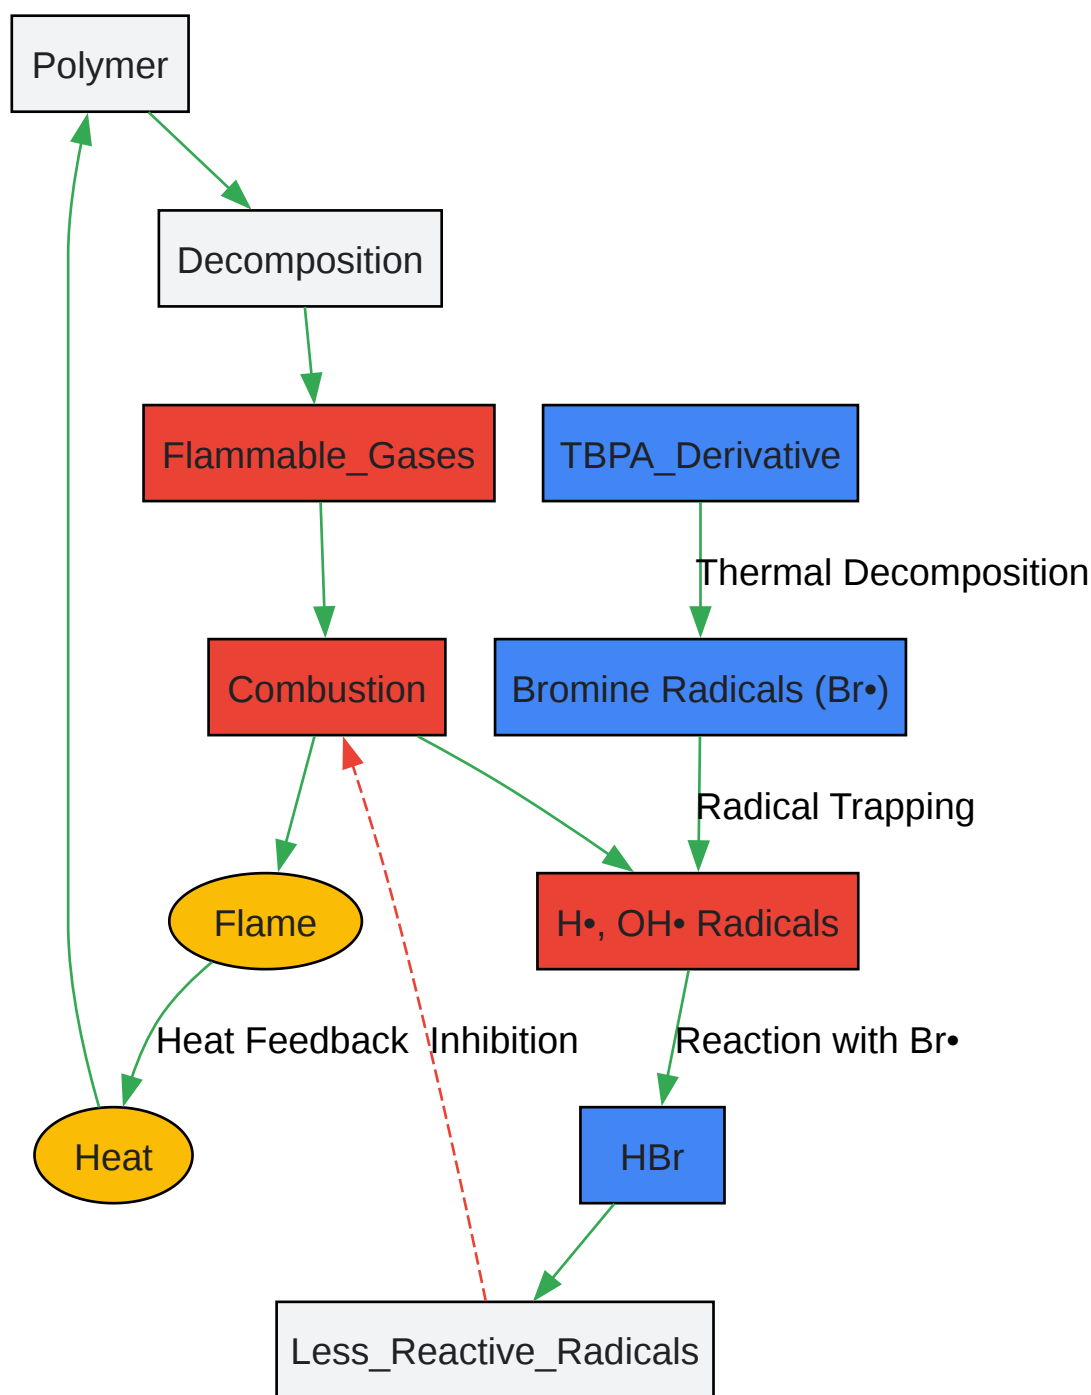 Polymer
Decomposition
Flammable_Gases
TBPA_Derivative
Thermal Decomposition
Combustion
Bromine Radicals (Br•)
Radical Trapping
Flame
H•, OH• Radicals
Heat Feedback
Inhibition
Reaction with Br•
Heat
HBr
Less_Reactive_Radicals